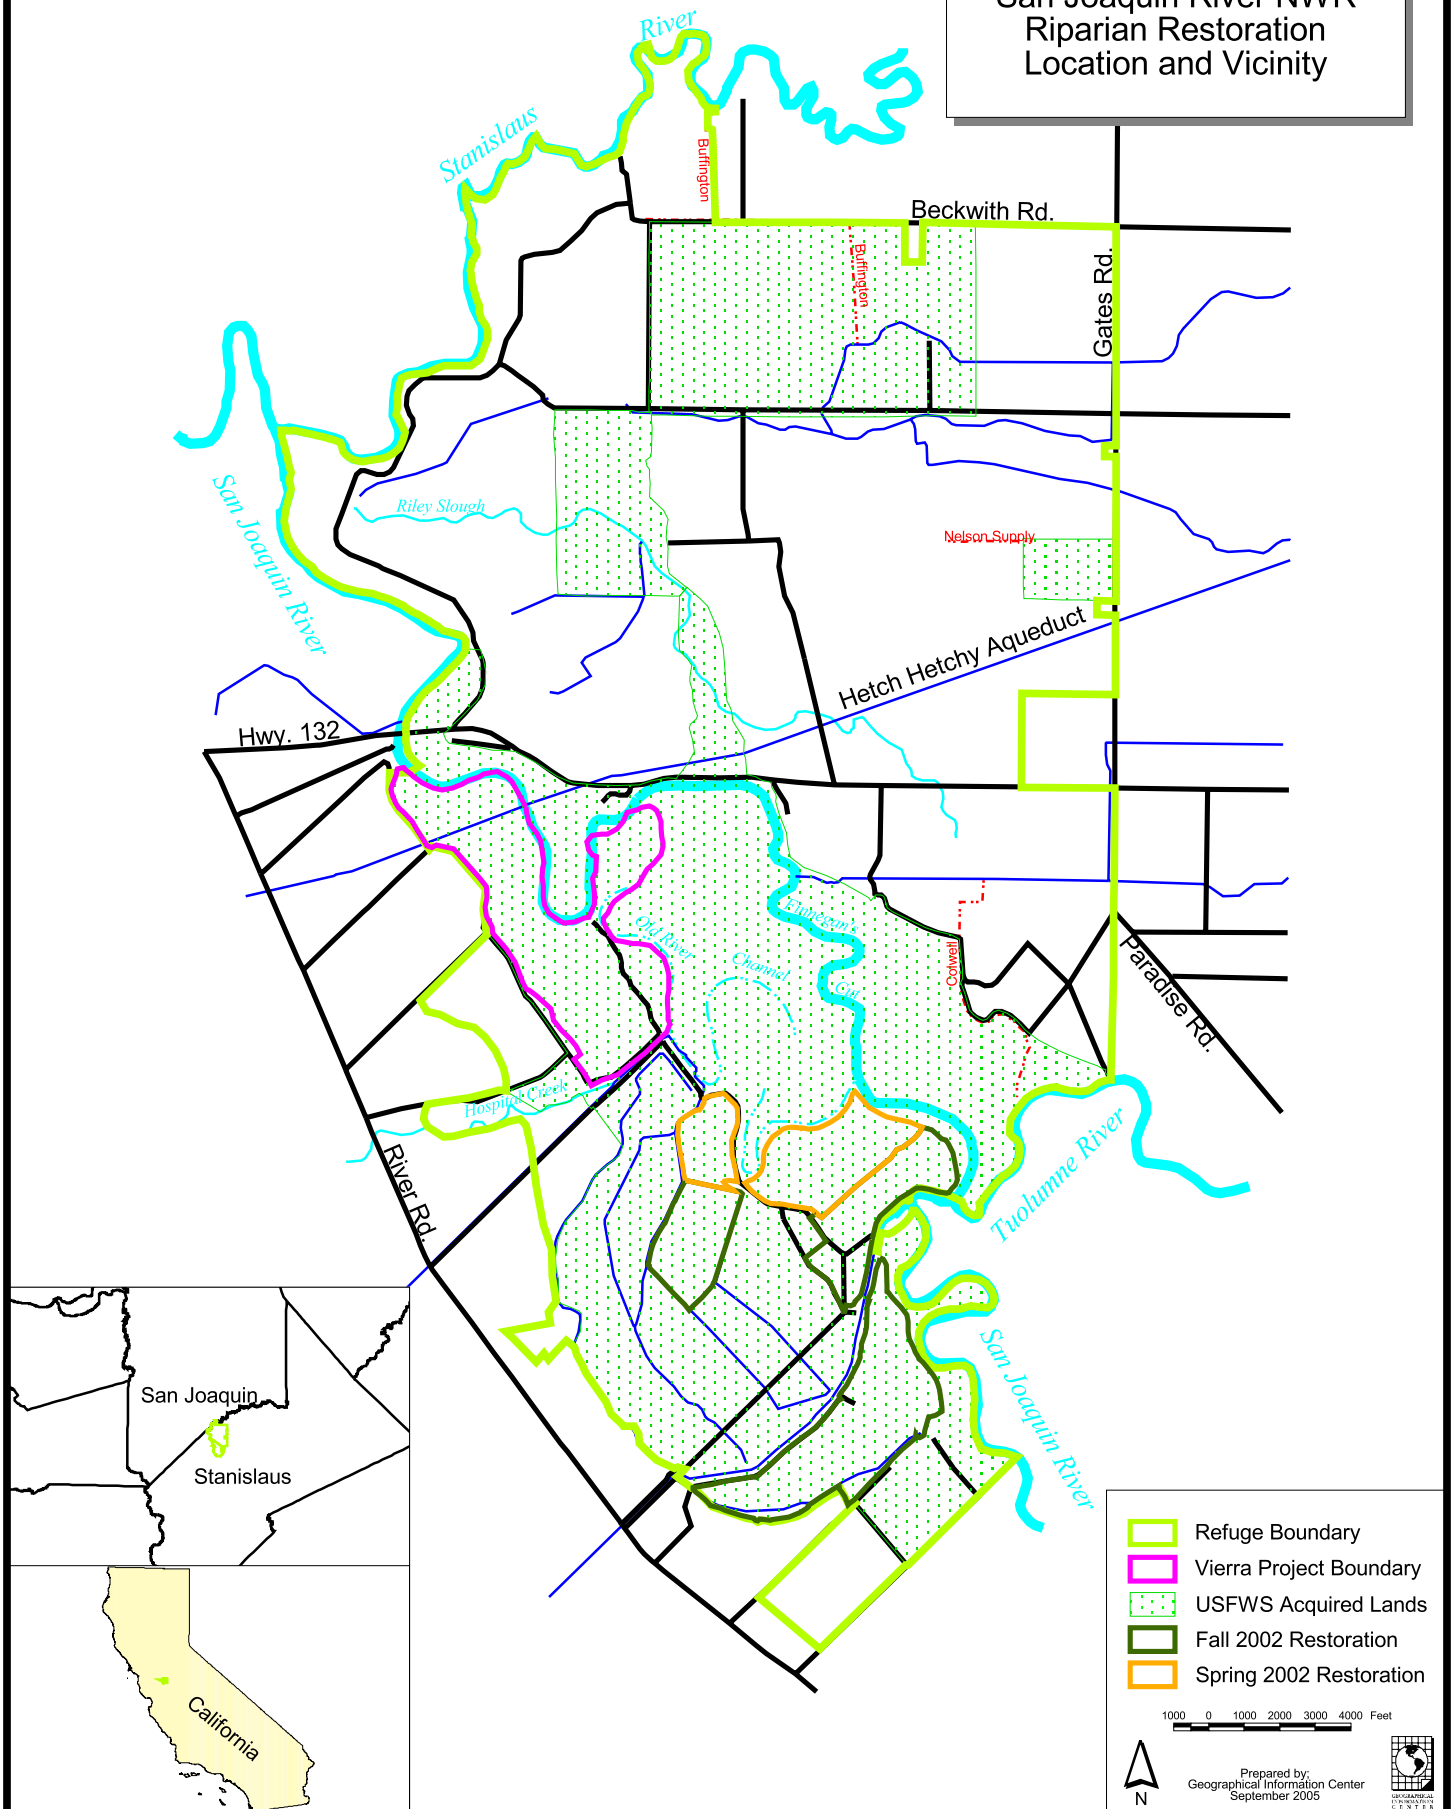 San Joaquin River NWR
Riparian Restoration
Location and Vicinity
River
Stanislaus
Buffington
Beckwith Rd.
Buffington
Gates Rd.
San Joaquin River
Riley Slough
Nelson Supply
Hetch Hetchy Aqueduct
Hwy. 132
Finnegan's
Cut
Old River
Channel
Colwell
Paradise Rd.
Hospital Creek
River Rd.
Tuolumne River
San Joaquin River
San Joaquin
Stanislaus
California
Refuge Boundary
Vierra Project Boundary
USFWS Acquired Lands
Fall 2002 Restoration
Spring 2002 Restoration
1000 0 1000 2000 3000 4000 Feet
N
Prepared by;
Geographical Information Center
September 2005
GEOGRAPHICAL
INFORMATION
CENTER